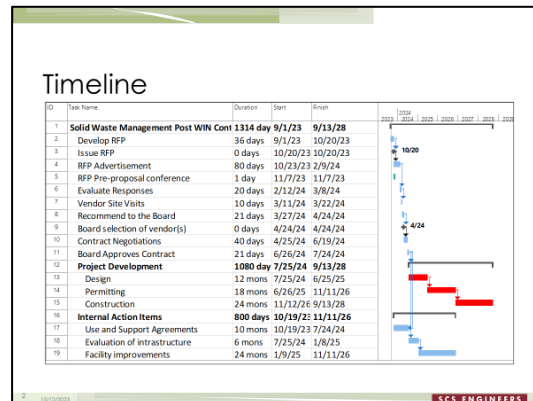 Timeline
ID Task Name Duration Start Finish
2024
2023 2024 2025 2026 2027 2028 2029
1 Solid Waste Management Post WIN Cont 1314 day 9/1/23 9/13/28
2 Develop RFP 36 days 9/1/23 10/20/23
3 Issue RFP 0 days 10/20/23 10/20/23 10/20
4 RFP Advertisement 80 days 10/23/23 2/9/24
5 RFP Pre-proposal conference 1 day 11/7/23 11/7/23
6 Evaluate Responses 20 days 2/12/24 3/8/24
7 Vendor Site Visits 10 days 3/11/24 3/22/24
8 Recommend to the Board 21 days 3/27/24 4/24/24
9 Board selection of vendor(s) 0 days 4/24/24 4/24/24 4/24
10 Contract Negotiations 40 days 4/25/24 6/19/24
11 Board Approves Contract 21 days 6/26/24 7/24/24
12 Project Development 1080 day 7/25/24 9/13/28
13 Design 12 mons 7/25/24 6/25/25
14 Permitting 18 mons 6/26/25 11/11/26
15 Construction 24 mons 11/12/26 9/13/28
16 Internal Action Items 800 days 10/19/23 11/11/26
17 Use and Support Agreements 10 mons 10/19/23 7/24/24
18 Evaluation of intrastructure 6 mons 7/25/24 1/8/25
19 Facility improvements 24 mons 1/9/25 11/11/26
2
SCS ENGINEERS